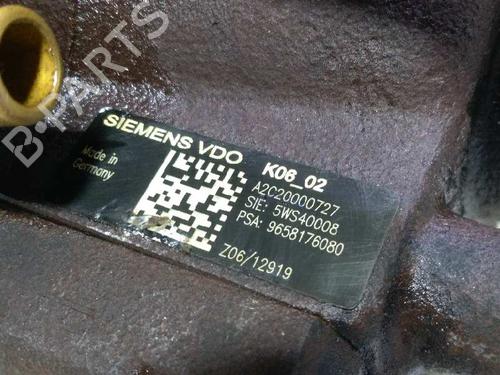 B-PARTS
SIEMENS VDO
K06_02
Made in
Germany
A2C20000727
SIE: 5WS40008
PSA: 9658176080
Z06/12919